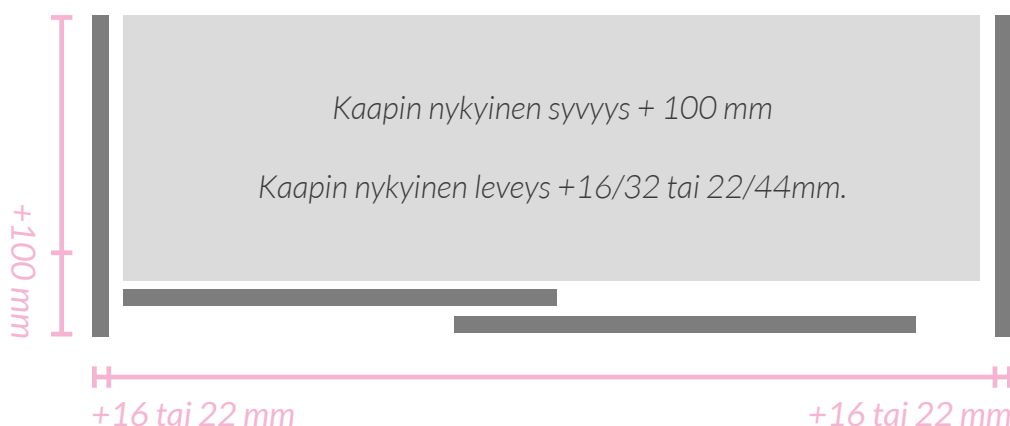 Kaapin nykyinen syvyys + 100 mm
Kaapin nykyinen leveys +16/32 tai 22/44mm.
+100 mm
+16 tai 22 mm
+16 tai 22 mm